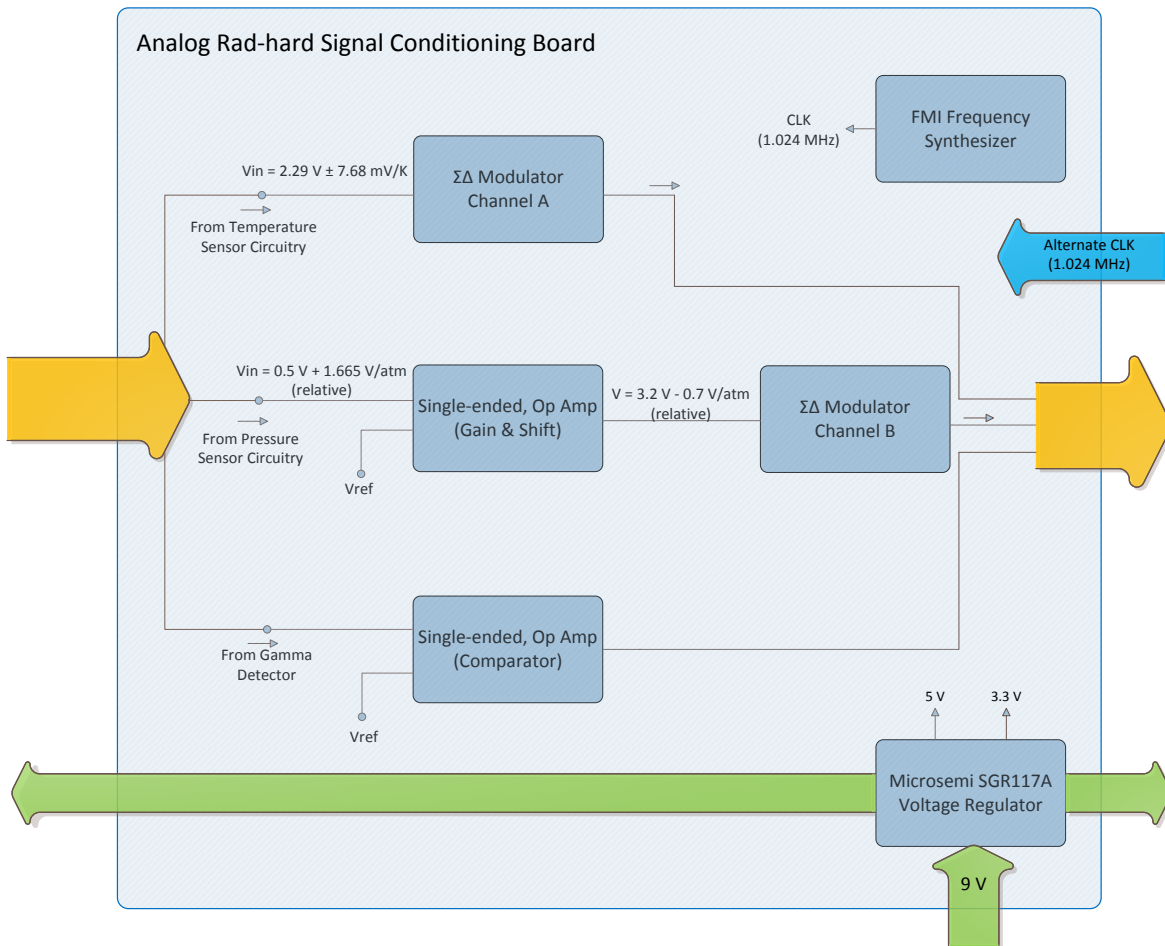 Analog Rad-hard Signal Conditioning Board
FMI Frequency
Synthesizer
CLK
(1.024 MHz)
Vin = 2.29 V ± 7.68 mV/K
ΣΔ Modulator
Channel A
From Temperature
Sensor Circuitry
Alternate CLK
(1.024 MHz)
Vin = 0.5 V + 1.665 V/atm
(relative)
Single-ended, Op Amp
(Gain & Shift)
V = 3.2 V - 0.7 V/atm
(relative)
ΣΔ Modulator
Channel B
From Pressure
Sensor Circuitry
Vref
Single-ended, Op Amp
(Comparator)
From Gamma
Detector
Vref
5 V
3.3 V
Microsemi SGR117A
Voltage Regulator
9 V